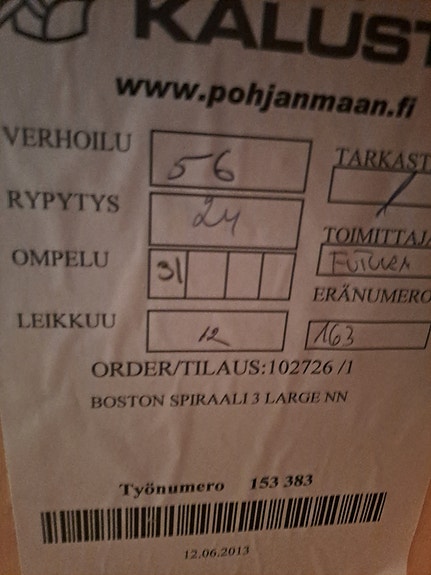 KALUST
www.pohjanmaan.fi
VERHOILU 56 TARKAST
RYPYTYS 24
TOIMITTAJA
OMPELU 31
ERÄNUMERO
LEIKKUU 12 163
ORDER/TILAUS:102726 /1
BOSTON SPIRAALI 3 LARGE NN
Työnumero 153 383
12.06.2013